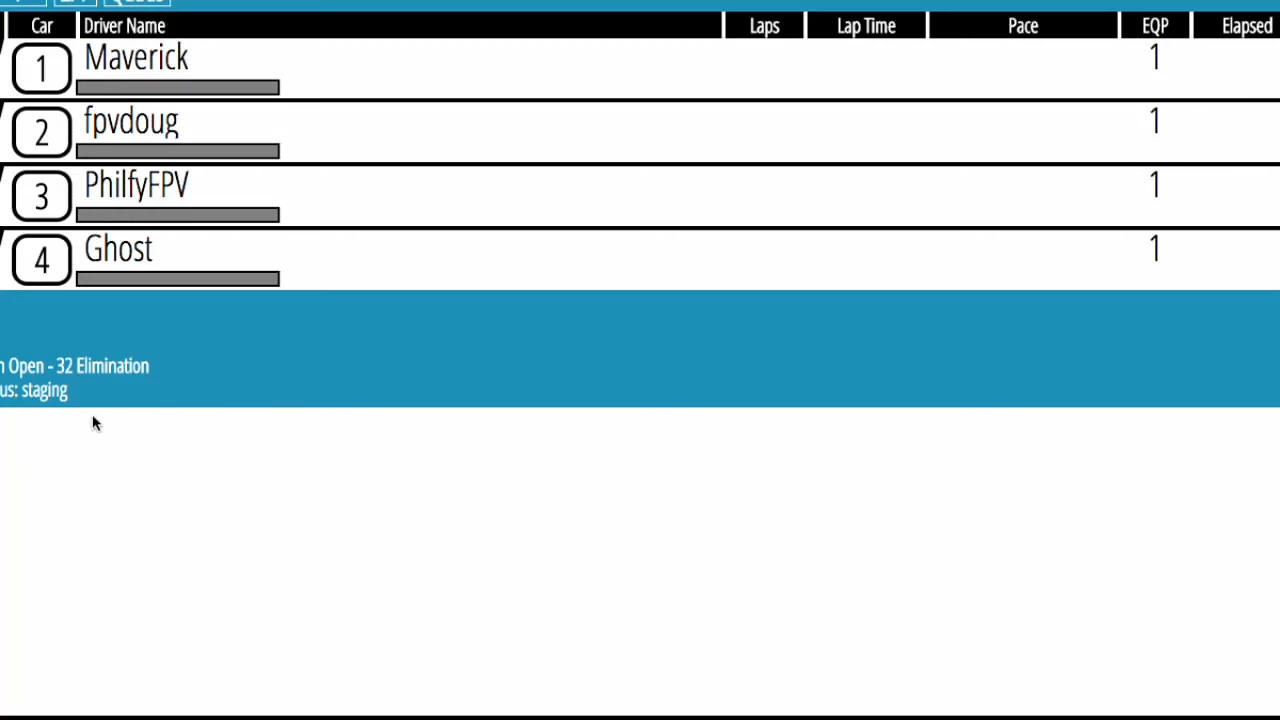 Car Driver Name Laps Lap Time Pace EQP Elapsed
1 Maverick 1
2 fpvdoug 1
3 PhilfyFPV 1
4 Ghost 1
Open - 32 Elimination
us: staging